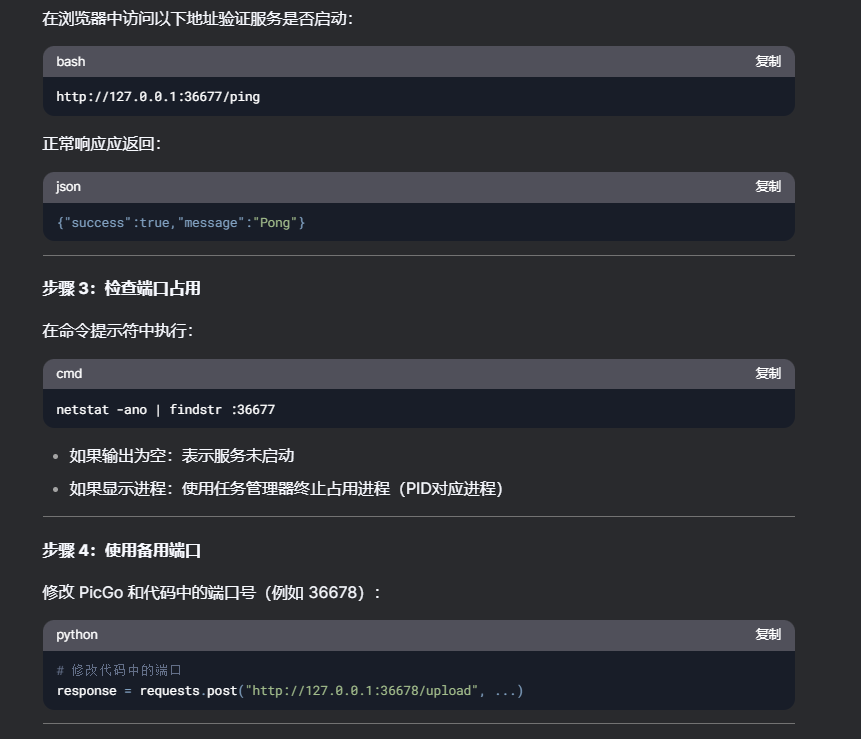 在浏览器中访问以下地址验证服务是否启动：
bash 复制
http://127.0.0.1:36677/ping
正常响应应返回：
json 复制
{"success":true,"message":"Pong"}
步骤 3：检查端口占用
在命令提示符中执行：
cmd 复制
netstat -ano | findstr :36677
如果输出为空：表示服务未启动
如果显示进程：使用任务管理器终止占用进程（PID对应进程）
步骤 4：使用备用端口
修改 PicGo 和代码中的端口号（例如 36678）：
python 复制
# 修改代码中的端口
response = requests.post("http://127.0.0.1:36678/upload", ...)